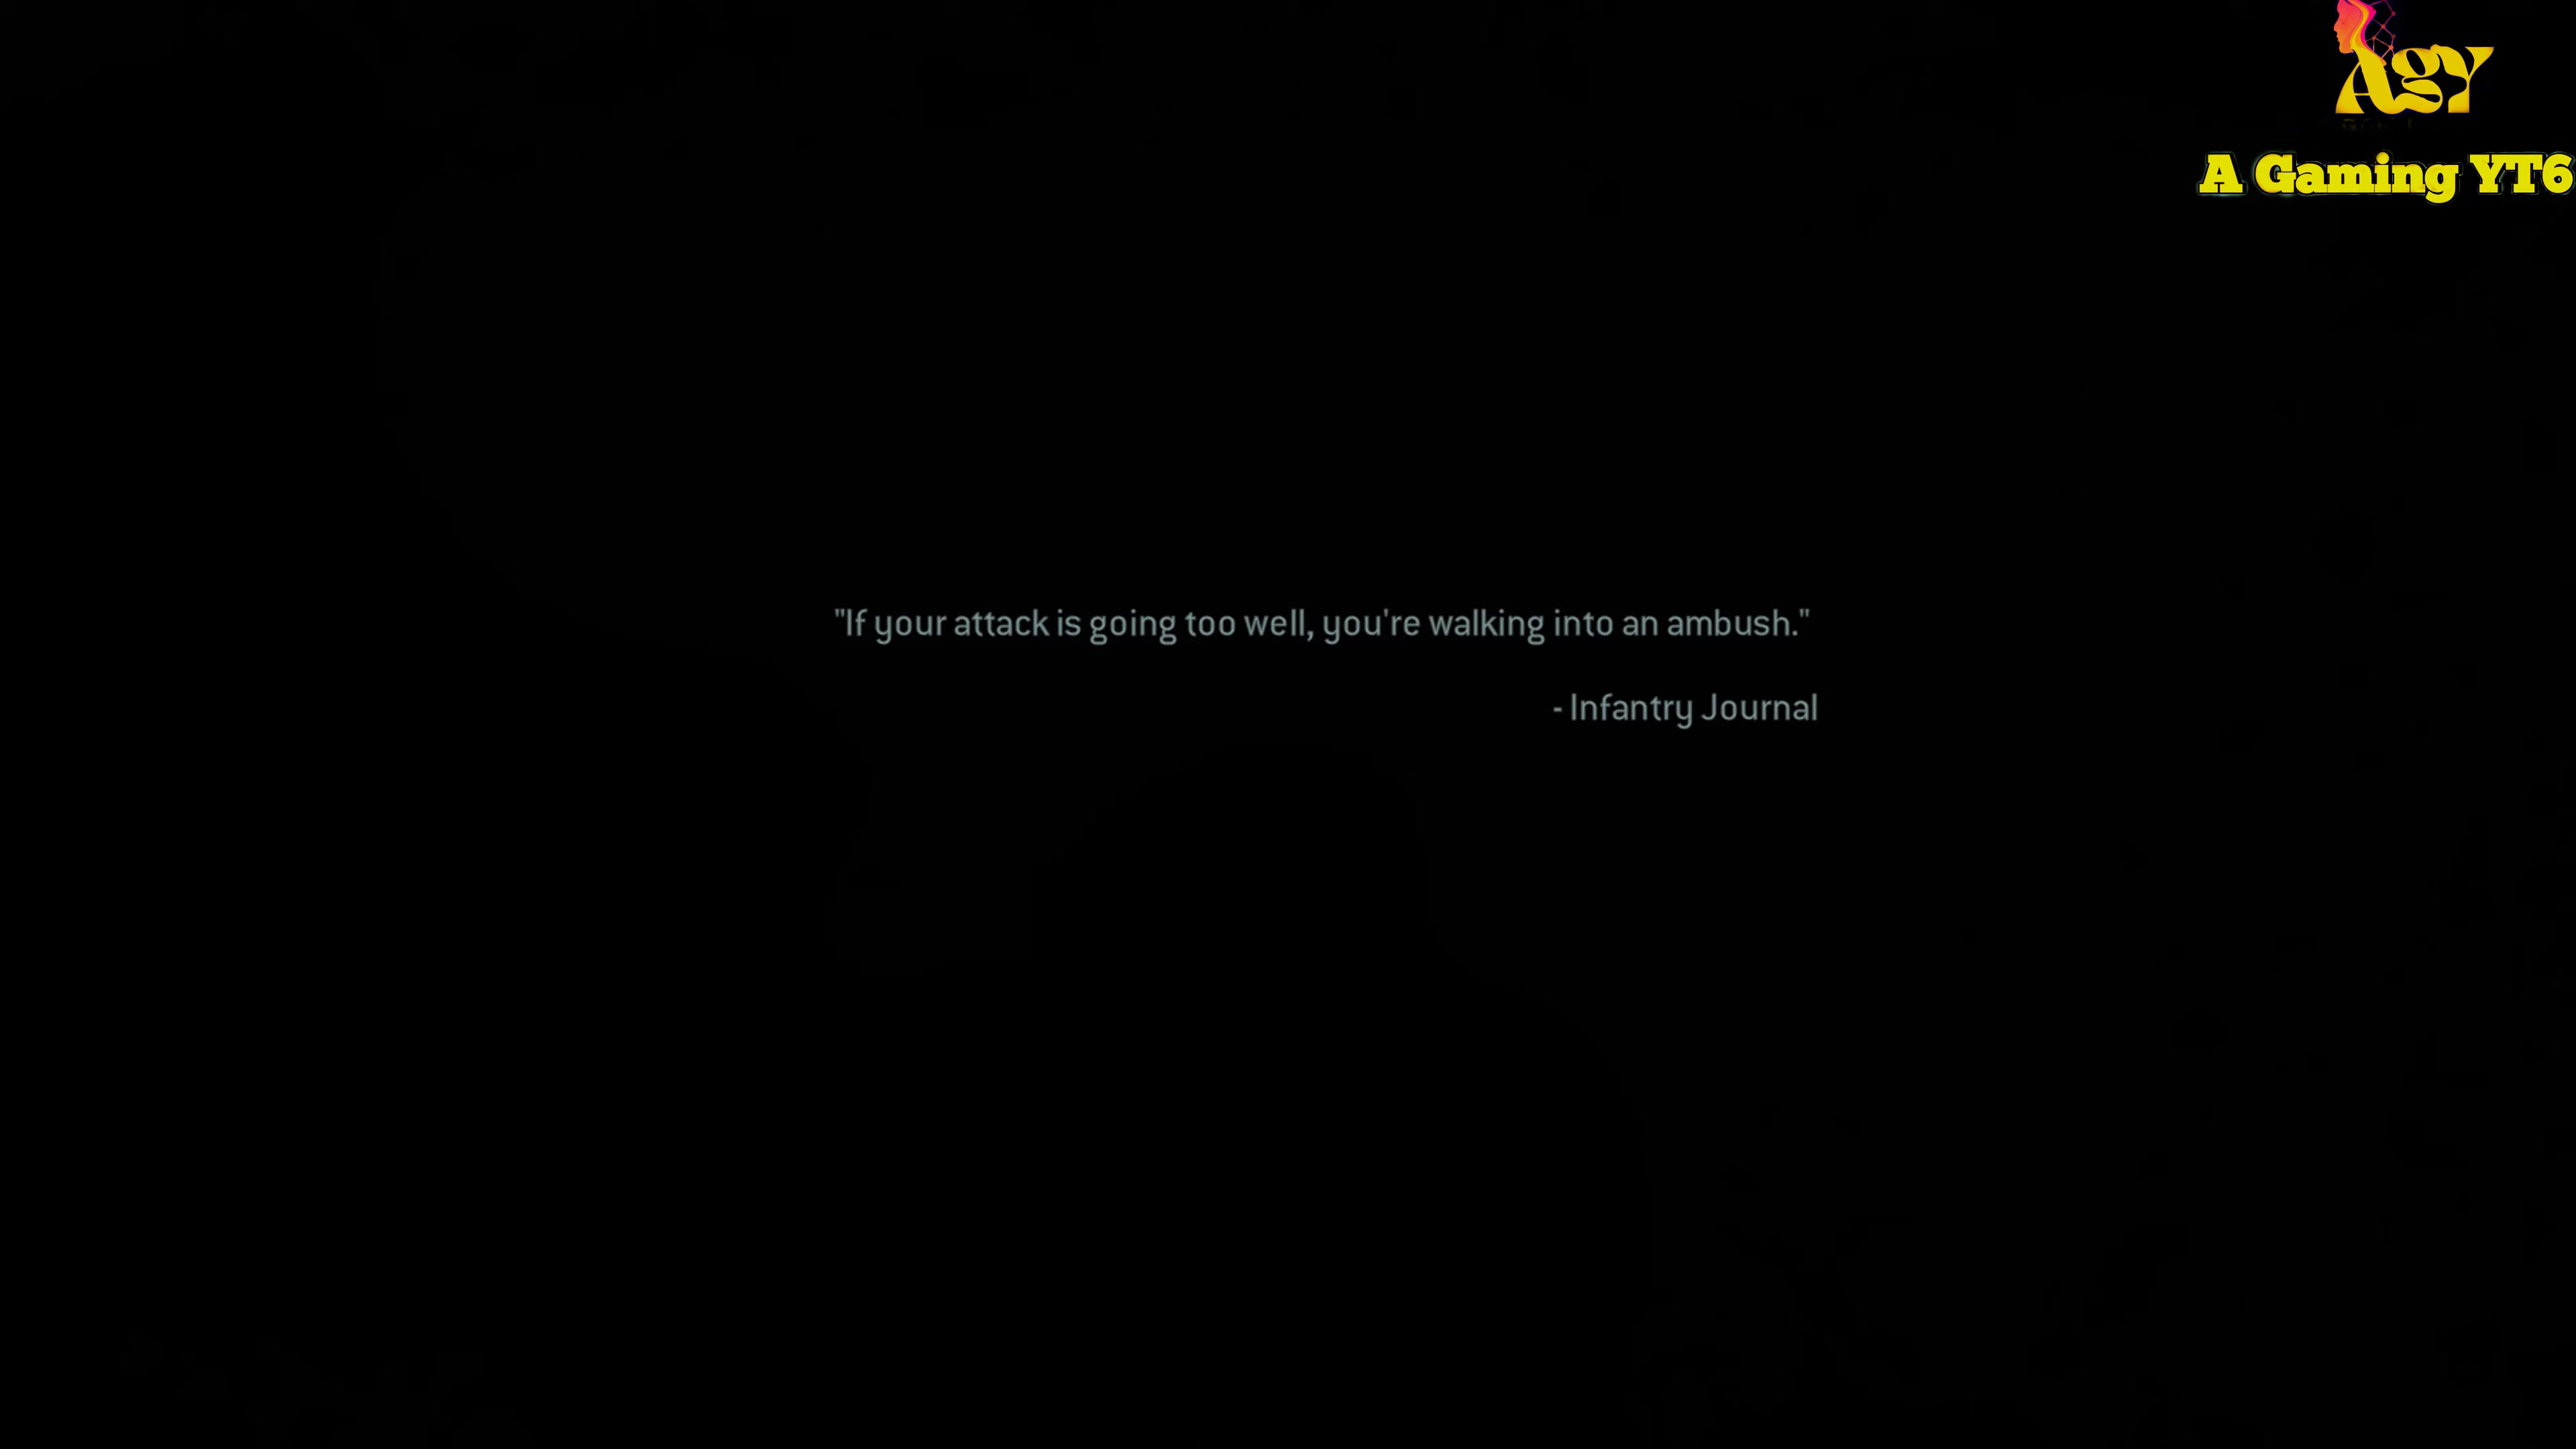 AgY
A Gaming YT6
"If your attack is going too well, you're walking into an ambush."
- Infantry Journal